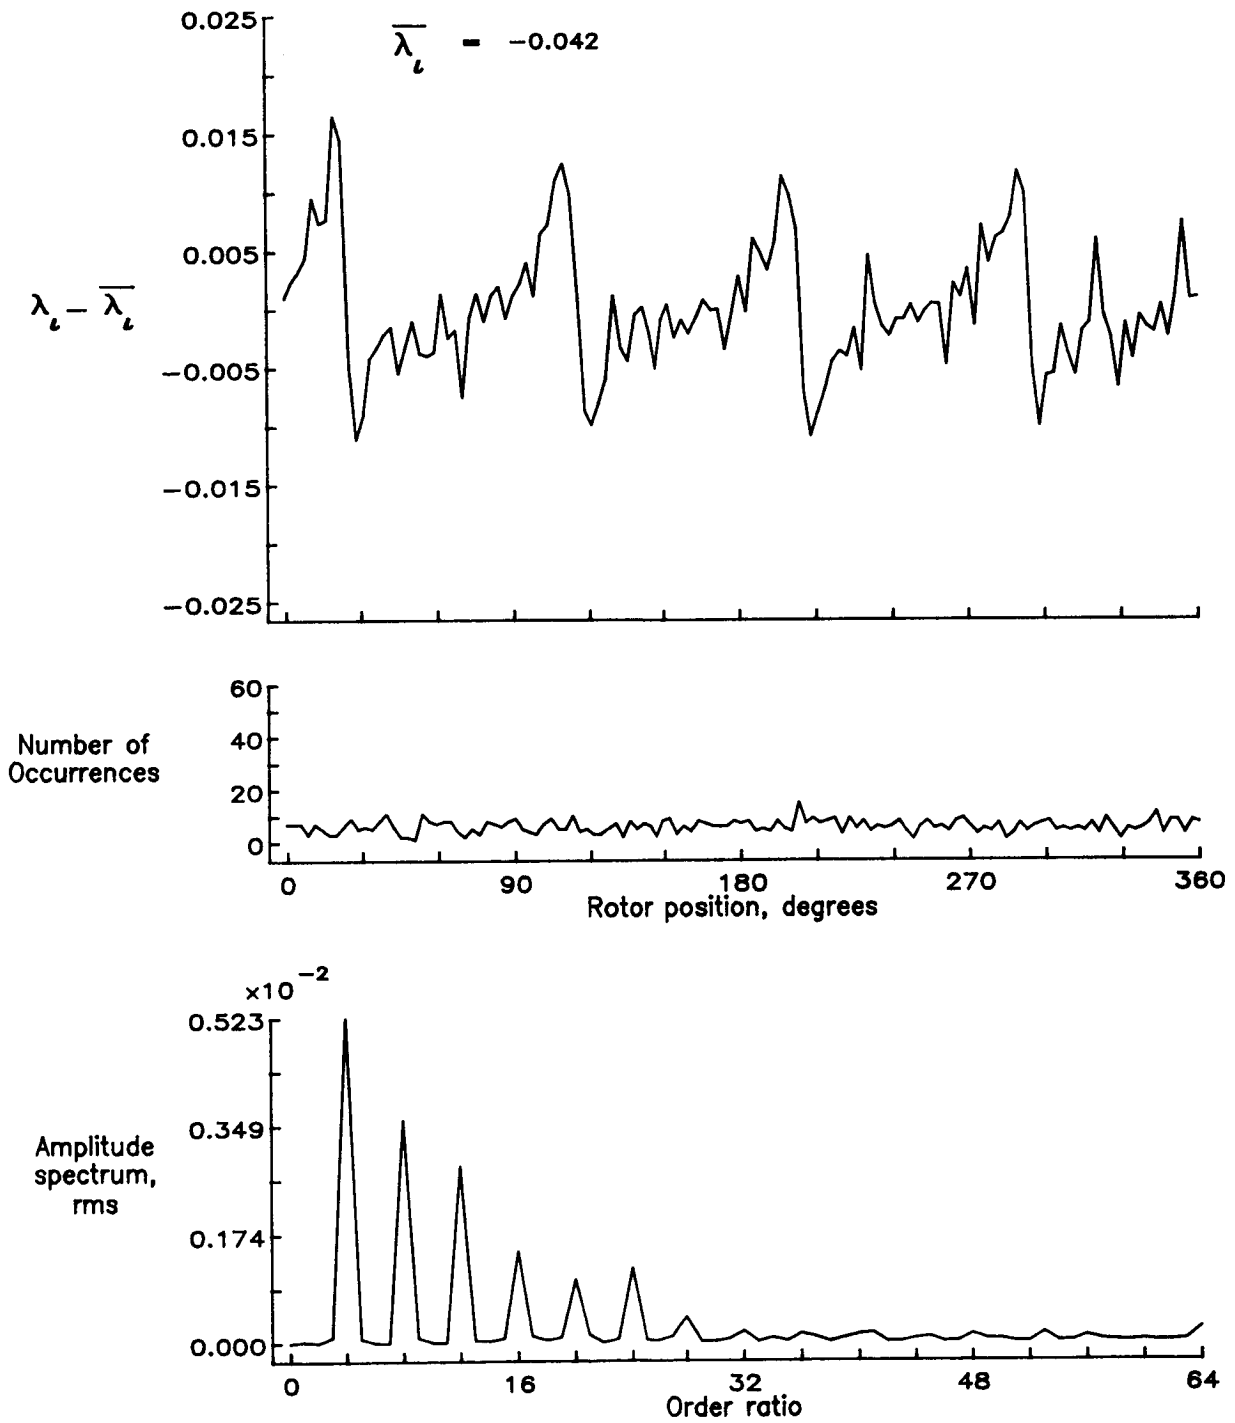 0.025
λ̅ι = −0.042
0.015
0.005
λι − λ̅ι
−0.005
−0.015
−0.025
60
Number of
40
Occurrences
20
0
0 90 180 270 360
Rotor position, degrees
×10−2
0.523
0.349
Amplitude
spectrum,
rms
0.174
0.000
0 16 32 48 64
Order ratio